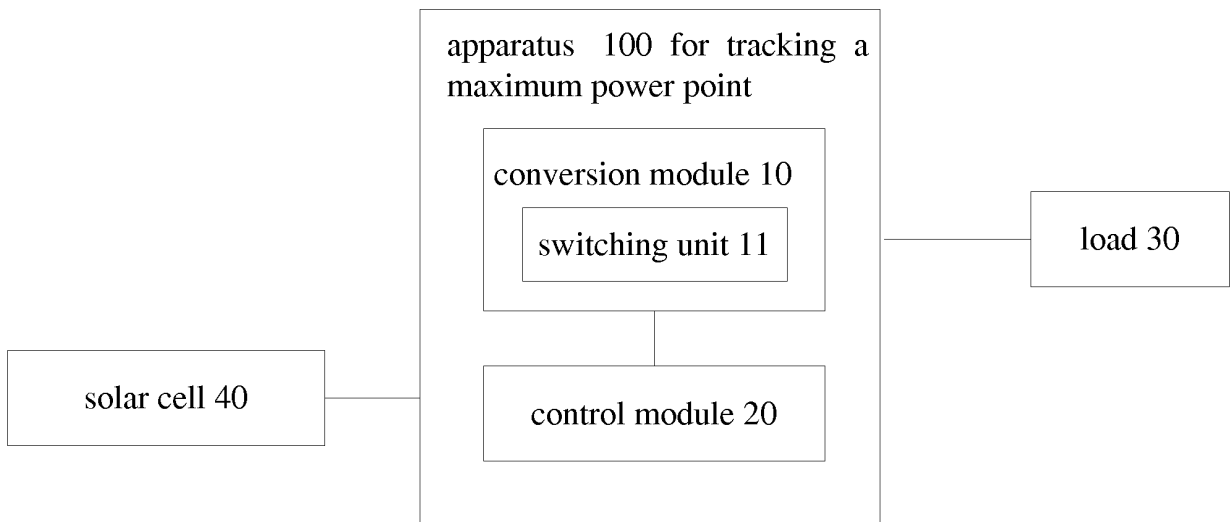 apparatus 100 for tracking a
maximum power point
conversion module 10
switching unit 11
load 30
solar cell 40
control module 20